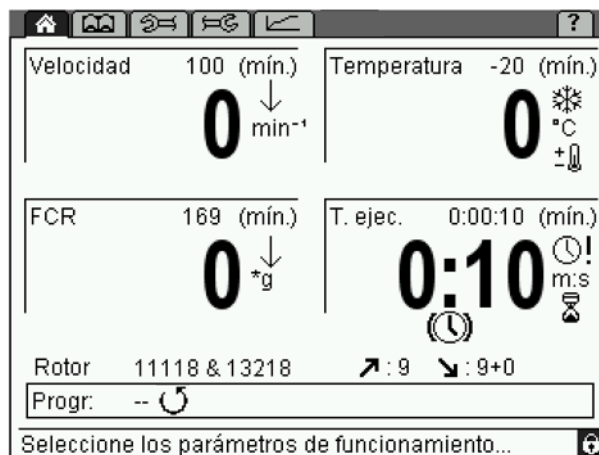 ?
Velocidad 100 (mín.)
0 min⁻¹
Temperatura -20 (mín.)
0 °C
FCR 169 (mín.)
0 *g
T. ejec. 0:00:10 (mín.)
0:10 m:s
Rotor 11118 & 13218 ↗ : 9 ↘ : 9+0
Progr: --
Seleccione los parámetros de funcionamiento...